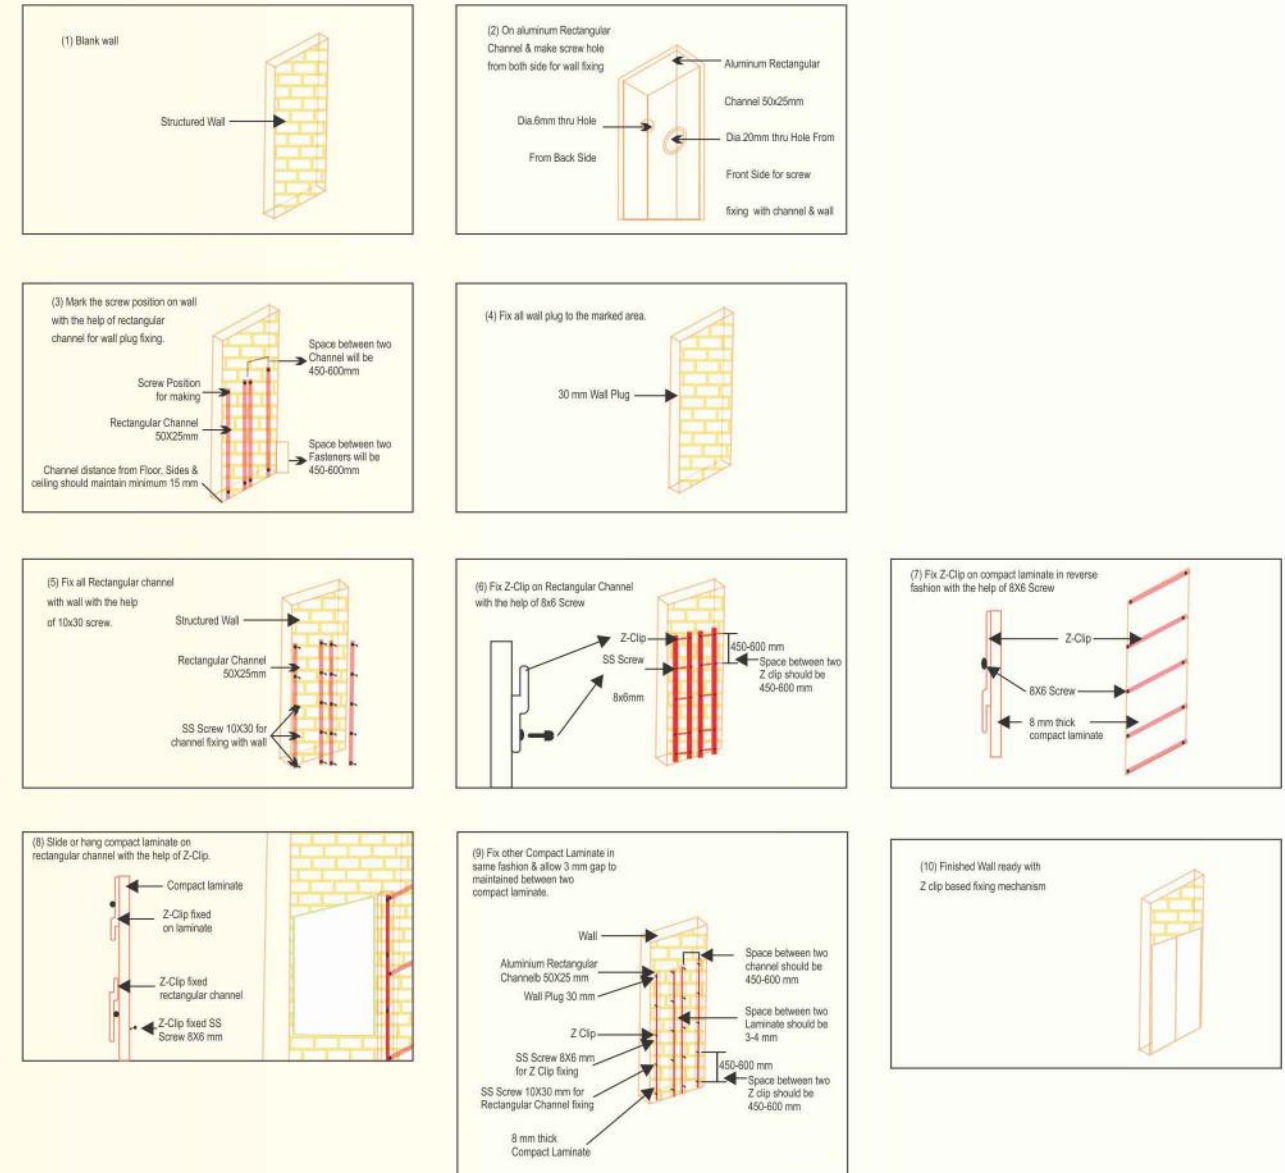 (1) Blank wall
Structured Wall
(2) On aluminum Rectangular
Channel & make screw hole
from both side for wall fixing
Aluminum Rectangular
Channel 50x25mm
Dia.6mm thru Hole
From Back Side
Dia.20mm thru Hole From
Front Side for screw
fixing with channel & wall
(3) Mark the screw position on wall
with the help of rectangular
channel for wall plug fixing.
Space between two
Channel will be
450-600mm
Screw Position
for making
Rectangular Channel
50X25mm
Space between two
Fasteners will be
450-600mm
Channel distance from Floor, Sides &
ceiling should maintain minimum 15 mm
(4) Fix all wall plug to the marked area.
30 mm Wall Plug
(5) Fix all Rectangular channel
with wall with the help
of 10x30 screw.
Structured Wall
Rectangular Channel
50X25mm
SS Screw 10X30 for
channel fixing with wall
(6) Fix Z-Clip on Rectangular Channel
with the help of 8x6 Screw
Z-Clip
SS Screw
8x6mm
450-600 mm
Space between two
Z clip should be
450-600 mm
(7) Fix Z-Clip on compact laminate in reverse
fashion with the help of 8X6 Screw
Z-Clip
8X6 Screw
8 mm thick
compact laminate
(8) Slide or hang compact laminate on
rectangular channel with the help of Z-Clip.
Compact laminate
Z-Clip fixed
on laminate
Z-Clip fixed
rectangular channel
Z-Clip fixed SS
Screw 8X6 mm
(9) Fix other Compact Laminate in
same fashion & allow 3 mm gap to
maintained between two
compact laminate.
Wall
Aluminium Rectangular
Channelb 50X25 mm
Wall Plug 30 mm
Z Clip
SS Screw 8X6 mm
for Z Clip fixing
SS Screw 10X30 mm for
Rectangular Channel fixing
8 mm thick
Compact Laminate
Space between two
channel should be
450-600 mm
Space between two
Laminate should be
3-4 mm
450-600 mm
Space between two
Z clip should be
450-600 mm
(10) Finished Wall ready with
Z clip based fixing mechanism